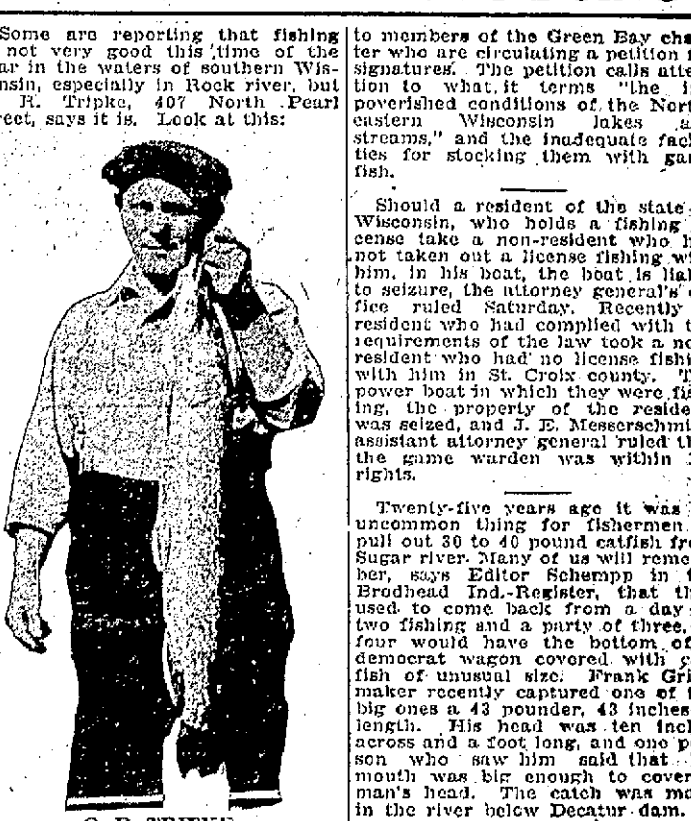 Some are reporting that fishing
not very good this time of the
ar in the waters of southern Wis-
nsin, especially in Rock river, but
R. Tripke, 407 North Pearl
reet, says it is. Look at this:
to members of the Green Bay cha
ter who are circulating a petition f
signatures. The petition calls atte
tion to what it terms "the i
poverished conditions of the Nort
eastern Wisconsin lakes a
streams," and the inadequate faci
ties for stocking them with ga
fish.
Should a resident of the state
Wisconsin, who holds a fishing
cense take a non-resident who h
not taken out a license fishing wi
him, in his boat, the boat is liab
to seizure, the attorney general's
fice ruled Saturday. Recently
resident who had complied with t
requirements of the law took a no
resident who had no license fishi
with him in St. Croix county. T
power boat in which they were fis
ing, the property of the reside
was seized, and J. E. Messerschmi
assistant attorney general ruled th
the game warden was within
rights.
Twenty-five years ago it was
uncommon thing for fishermen
pull out 30 to 40 pound catfish fr
Sugar river. Many of us will reme
ber, says Editor Schempp in t
Brodhead Ind.-Register, that th
used to come back from a day
two fishing and a party of three,
four would have the bottom of
democrat wagon covered with
fish of unusual size. Frank Gri
maker recently captured one of t
big ones a 43 pounder, 43 inches
length. His head was ten inch
across and a foot long, and one p
son who saw him said that
mouth was big enough to cover
man's head. The catch was ma
in the river below Decatur dam.